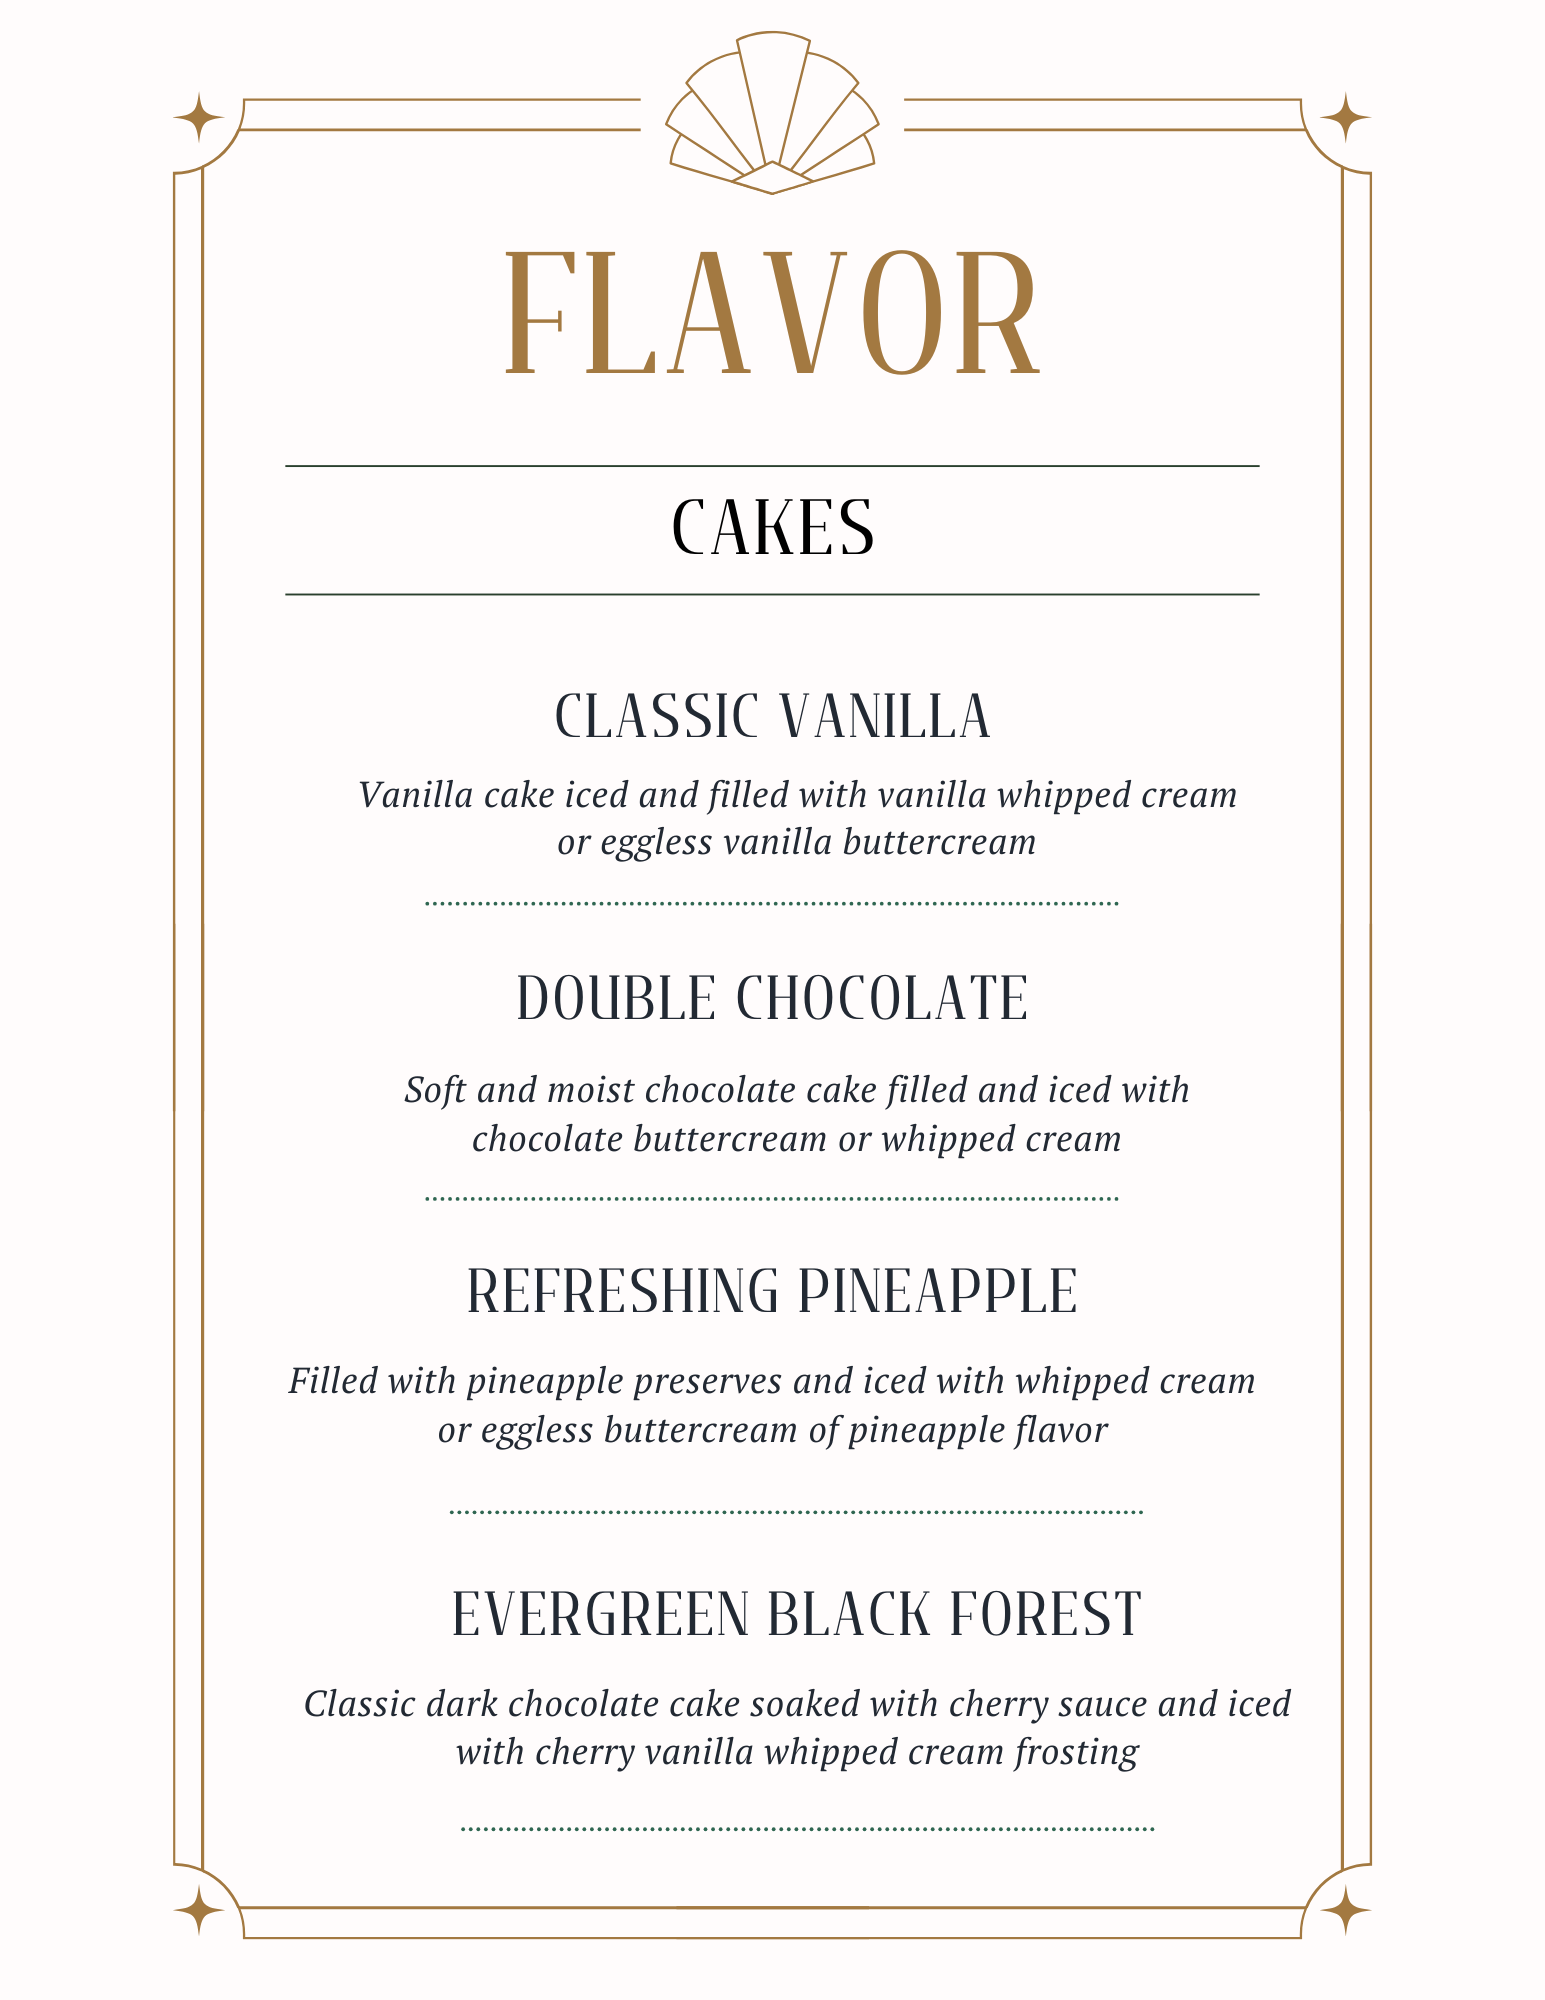 FLAVOR
CAKES
CLASSIC VANILLA
Vanilla cake iced and filled with vanilla whipped cream
or eggless vanilla buttercream
DOUBLE CHOCOLATE
Soft and moist chocolate cake filled and iced with
chocolate buttercream or whipped cream
REFRESHING PINEAPPLE
Filled with pineapple preserves and iced with whipped cream
or eggless buttercream of pineapple flavor
EVERGREEN BLACK FOREST
Classic dark chocolate cake soaked with cherry sauce and iced
with cherry vanilla whipped cream frosting